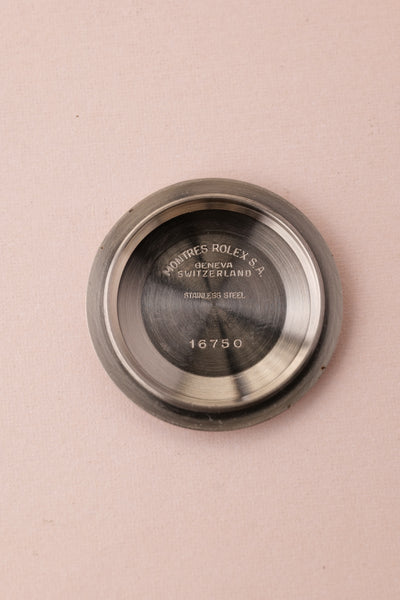 MONTRES ROLEX S.A.
GENEVA
SWITZERLAND
STAINLESS STEEL
16750